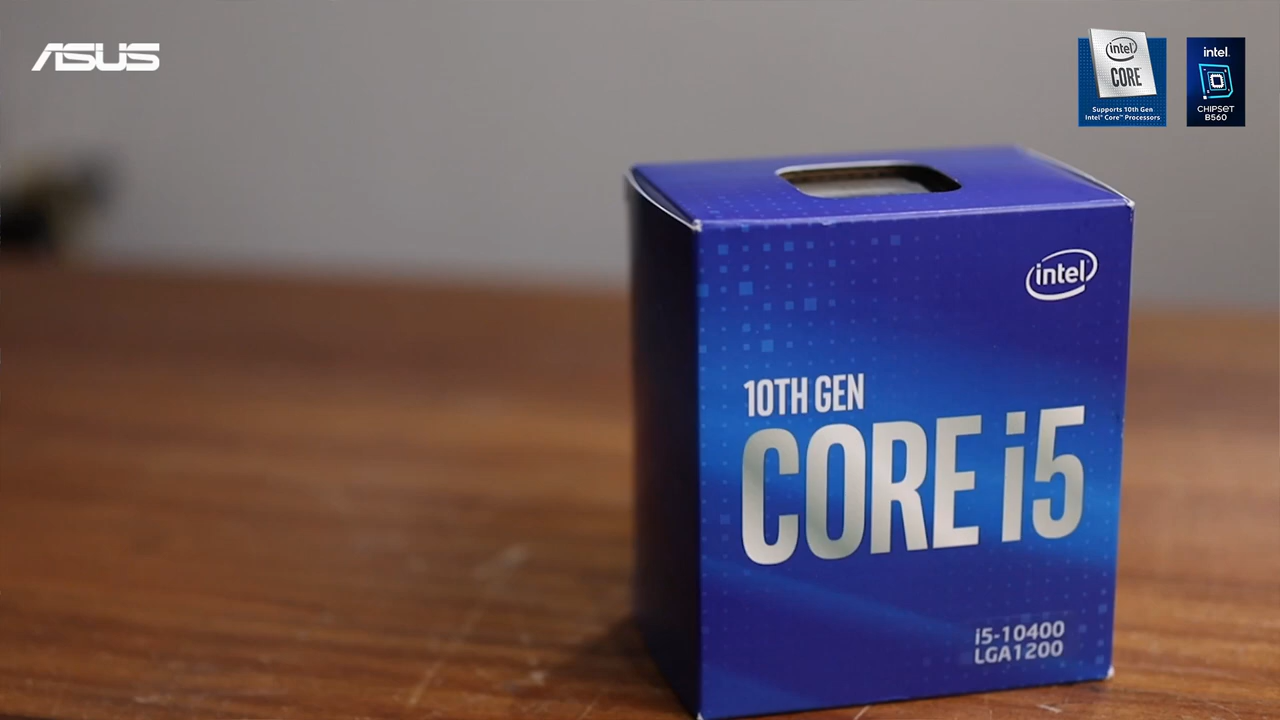 ASUS
intel
CORE
Supports 10th Gen
Intel® Core™ Processors
intel.
CHIPSET
B560
intel
10TH GEN
CORE i5
i5-10400
LGA1200